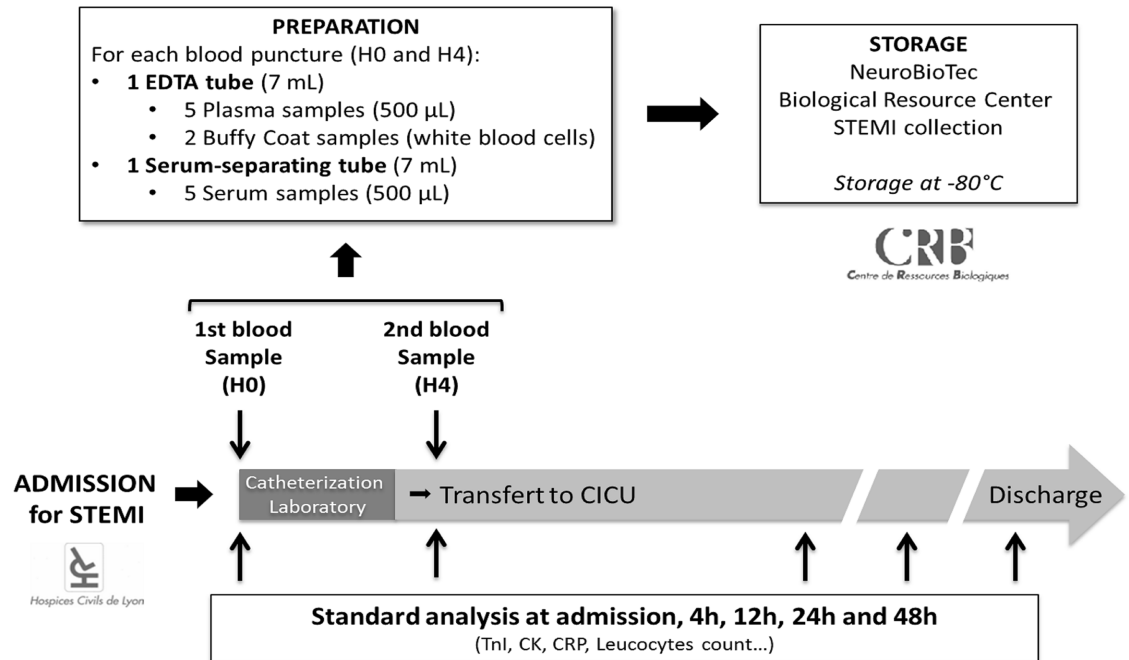 PREPARATION
For each blood puncture (H0 and H4):
• 1 EDTA tube (7 mL)
• 5 Plasma samples (500 µL)
• 2 Buffy Coat samples (white blood cells)
• 1 Serum-separating tube (7 mL)
• 5 Serum samples (500 µL)
STORAGE
NeuroBioTec
Biological Resource Center
STEMI collection
Storage at -80°C
CRB
Centre de Ressources Biologiques
1st blood
Sample
(H0)
2nd blood
Sample
(H4)
ADMISSION
for STEMI
Catheterization
Laboratory
Transfert to CICU
Discharge
HCL
Hospices Civils de Lyon
Standard analysis at admission, 4h, 12h, 24h and 48h
(TnI, CK, CRP, Leucocytes count...)